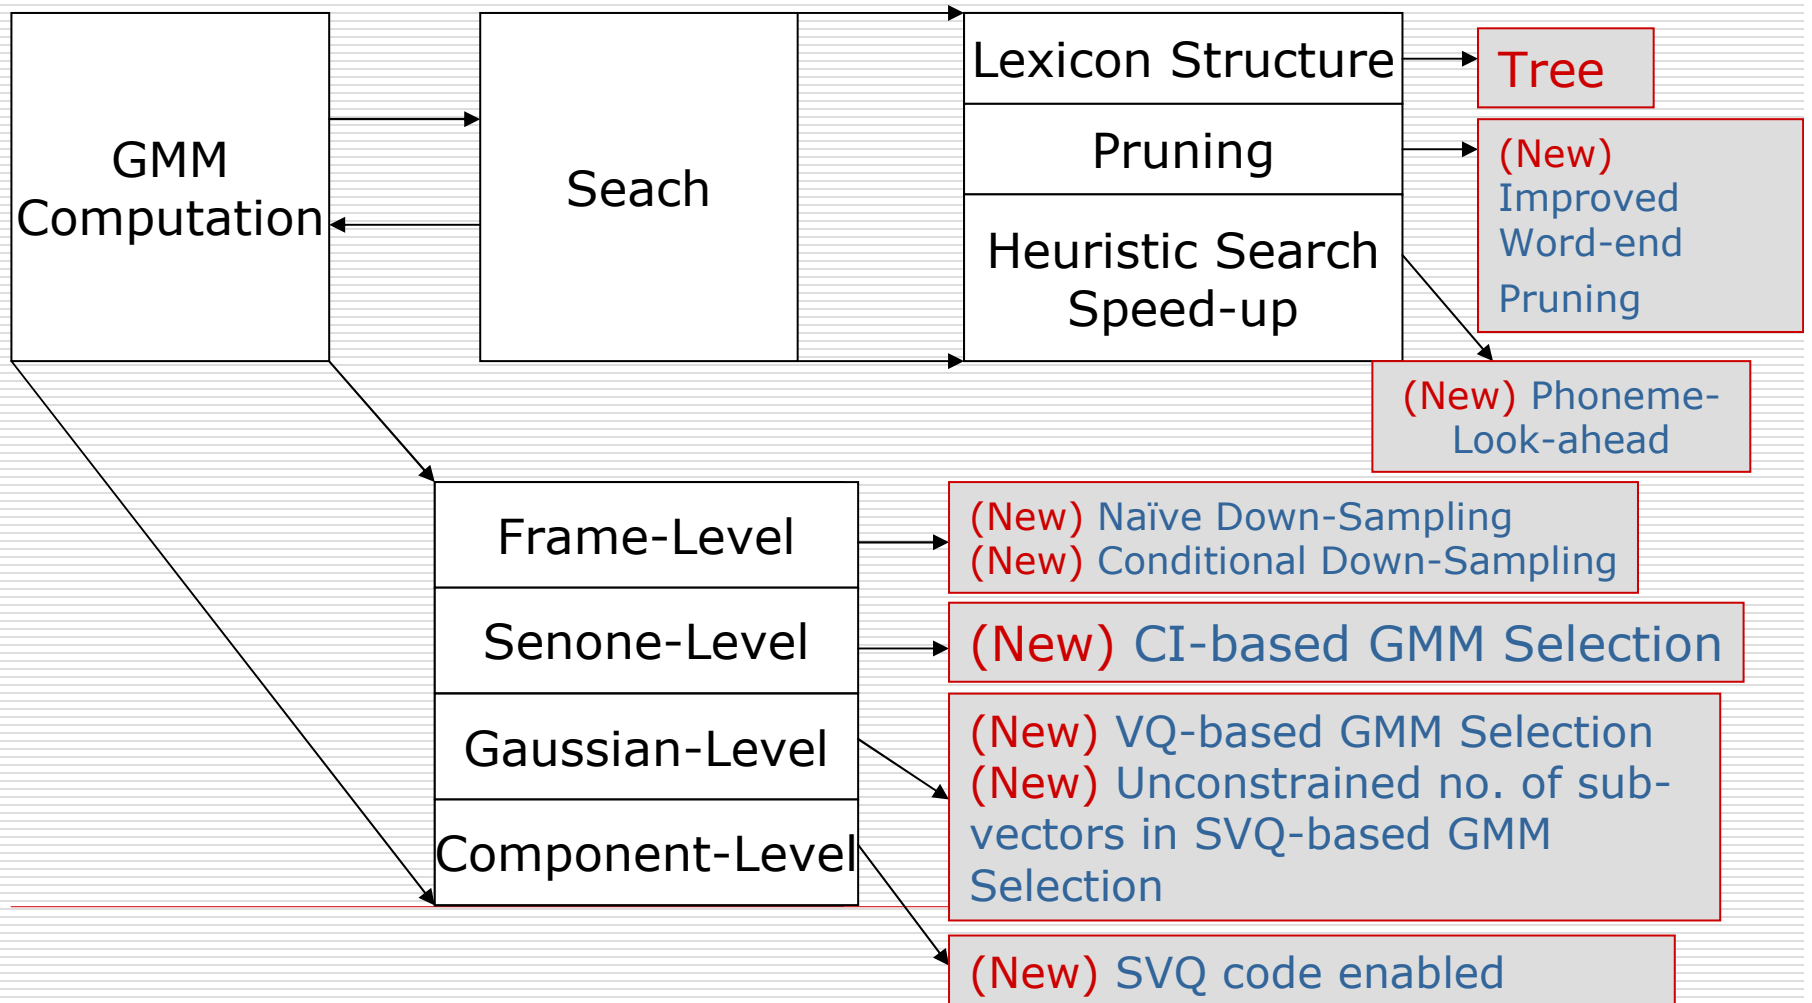 GMM
Computation
Seach
Lexicon Structure
Pruning
Heuristic Search
Speed-up
Tree
(New)
Improved
Word-end
Pruning
(New) Phoneme-
Look-ahead
Frame-Level
Senone-Level
Gaussian-Level
Component-Level
(New) Naïve Down-Sampling
(New) Conditional Down-Sampling
(New) CI-based GMM Selection
(New) VQ-based GMM Selection
(New) Unconstrained no. of sub-
vectors in SVQ-based GMM
Selection
(New) SVQ code enabled